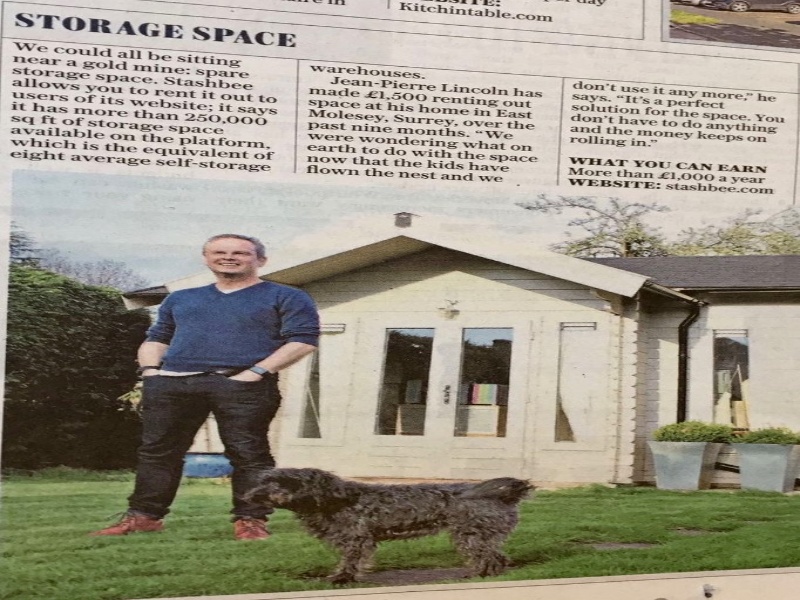 Kitchintable.com
STORAGE SPACE
We could all be sitting
near a gold mine: spare
storage space. Stashbee
allows you to rent it out to
users of its website; it says
it has more than 250,000
sq ft of storage space
available on the platform,
which is the equivalent of
eight average self-storage
warehouses.
Jean-Pierre Lincoln has
made £1,500 renting out
space at his home in East
Molesey, Surrey, over the
past nine months. “We
were wondering what on
earth to do with the space
now that the kids have
flown the nest and we
don't use it any more,” he
says. “It's a perfect
solution for the space. You
don't have to do anything
and the money keeps on
rolling in.”
WHAT YOU CAN EARN
More than £1,000 a year
WEBSITE: stashbee.com